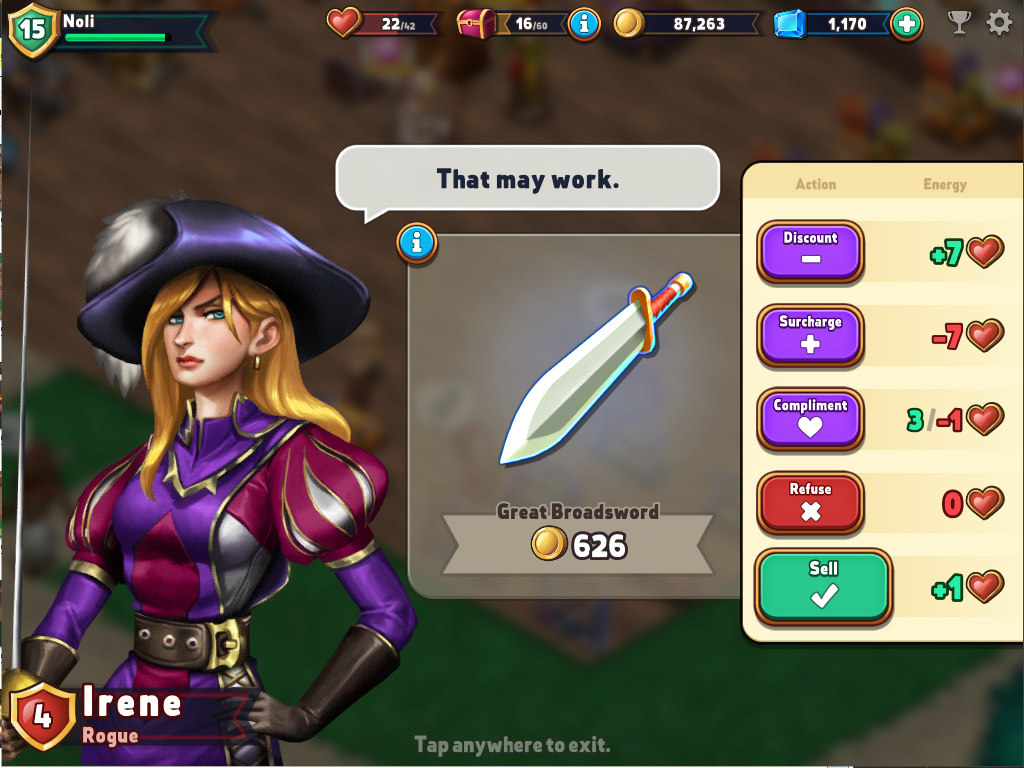 15
Noli
22/42
16/60
i
87,263
1,170
That may work.
i
Action
Energy
Discount
+7
Surcharge
-7
Compliment
3/-1
Refuse
0
Sell
+1
Great Broadsword
626
4
Irene
Rogue
Tap anywhere to exit.